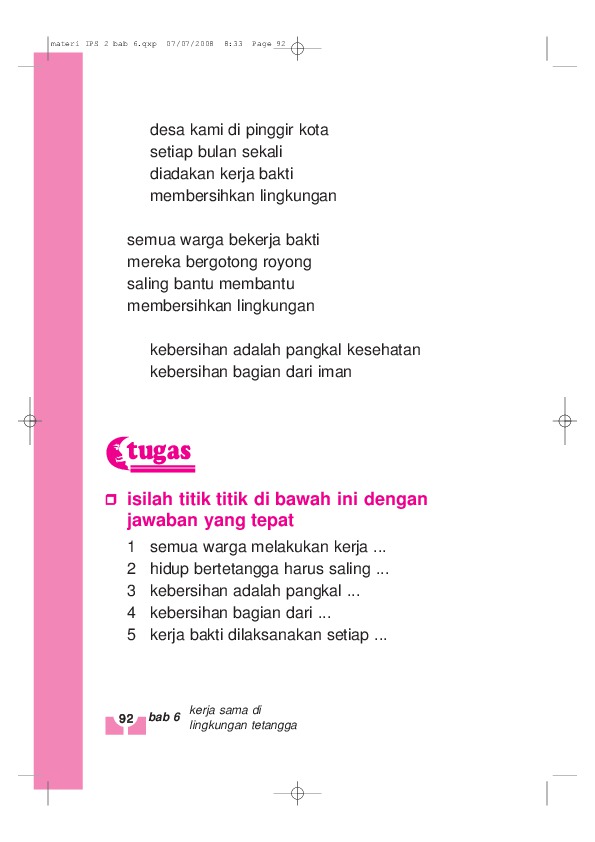 materi IPS 2 bab 6.qxp  07/07/2008  8:33  Page 92
desa kami di pinggir kota
setiap bulan sekali
diadakan kerja bakti
membersihkan lingkungan
semua warga bekerja bakti
mereka bergotong royong
saling bantu membantu
membersihkan lingkungan
kebersihan adalah pangkal kesehatan
kebersihan bagian dari iman
tugas
isilah titik titik di bawah ini dengan
jawaban yang tepat
1 semua warga melakukan kerja ...
2 hidup bertetangga harus saling ...
3 kebersihan adalah pangkal ...
4 kebersihan bagian dari ...
5 kerja bakti dilaksanakan setiap ...
92 bab 6 kerja sama di
lingkungan tetangga